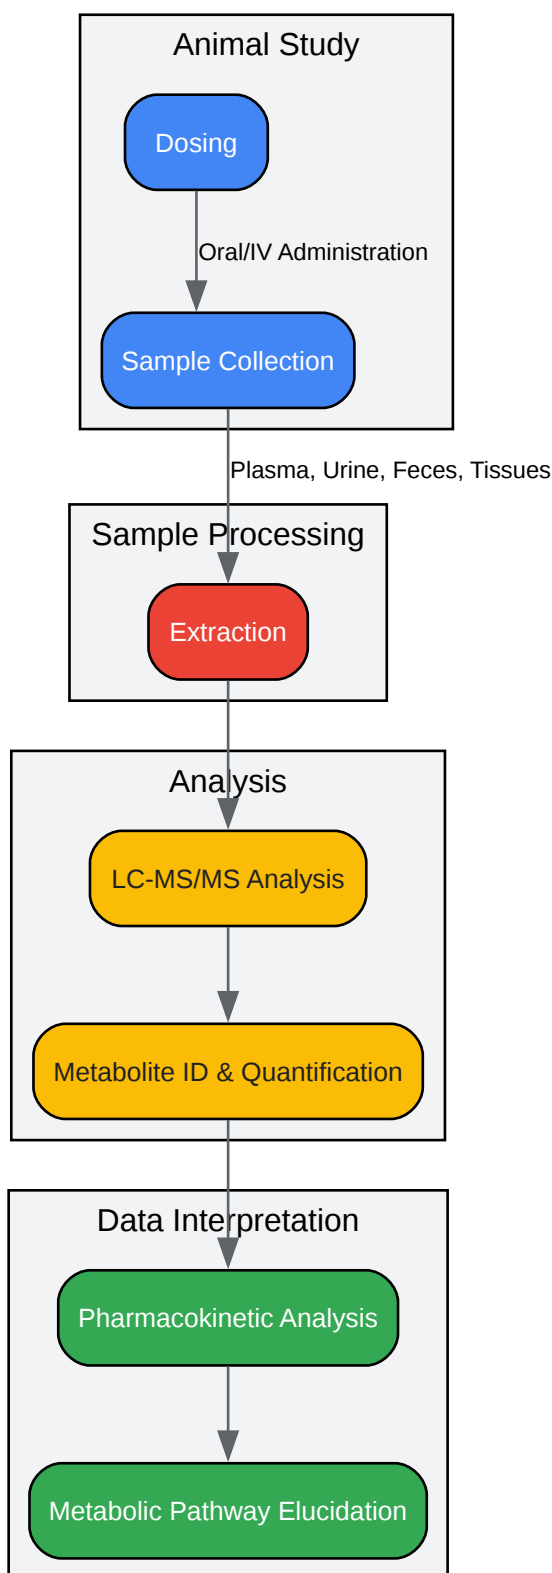 Animal Study
Dosing
Oral/IV Administration
Sample Collection
Plasma, Urine, Feces, Tissues
Sample Processing
Extraction
Analysis
LC-MS/MS Analysis
Metabolite ID & Quantification
Data Interpretation
Pharmacokinetic Analysis
Metabolic Pathway Elucidation